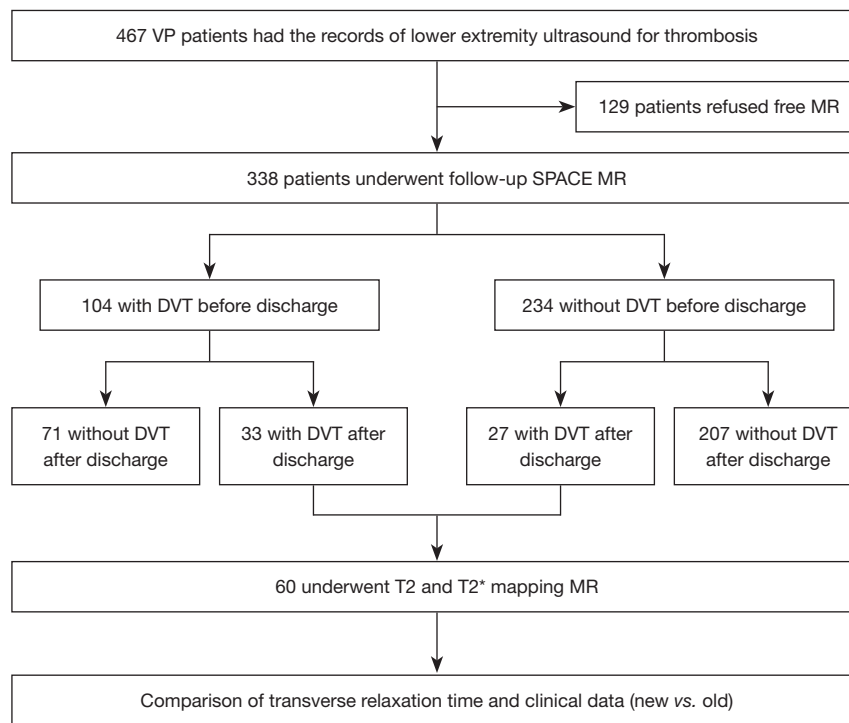 467 VP patients had the records of lower extremity ultrasound for thrombosis
129 patients refused free MR
338 patients underwent follow-up SPACE MR
104 with DVT before discharge
234 without DVT before discharge
71 without DVT
after discharge
33 with DVT after
discharge
27 with DVT after
discharge
207 without DVT
after discharge
60 underwent T2 and T2* mapping MR
Comparison of transverse relaxation time and clinical data (new vs. old)